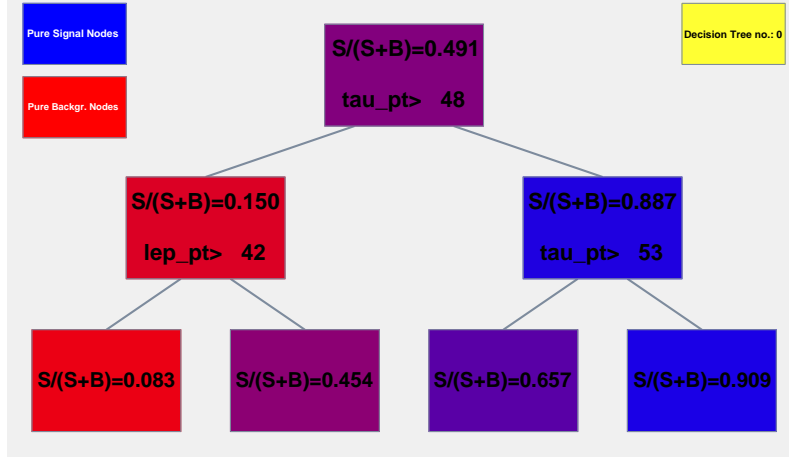 Pure Signal Nodes
Pure Backgr. Nodes
Decision Tree no.: 0
S/(S+B)=0.491
tau_pt> 48
S/(S+B)=0.150
lep_pt> 42
S/(S+B)=0.887
tau_pt> 53
S/(S+B)=0.083
S/(S+B)=0.454
S/(S+B)=0.657
S/(S+B)=0.909